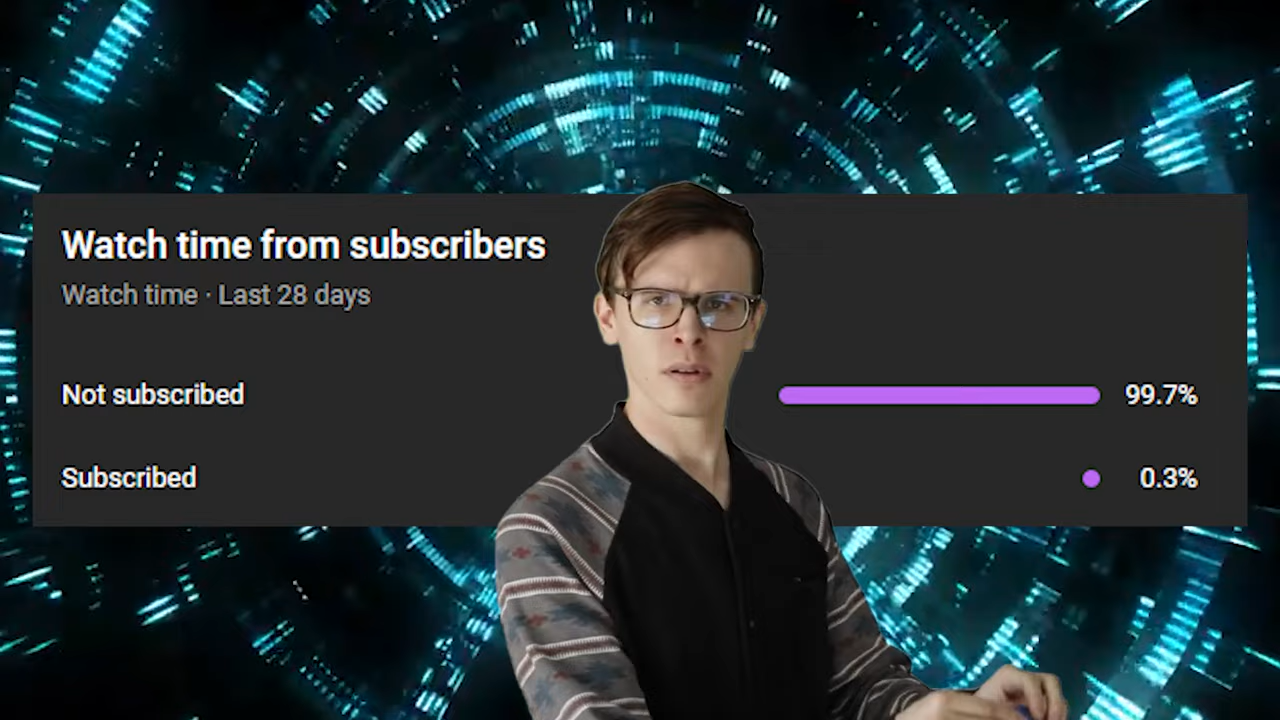 Watch time from subscribers
Watch time · Last 28 days
Not subscribed 99.7%
Subscribed 0.3%